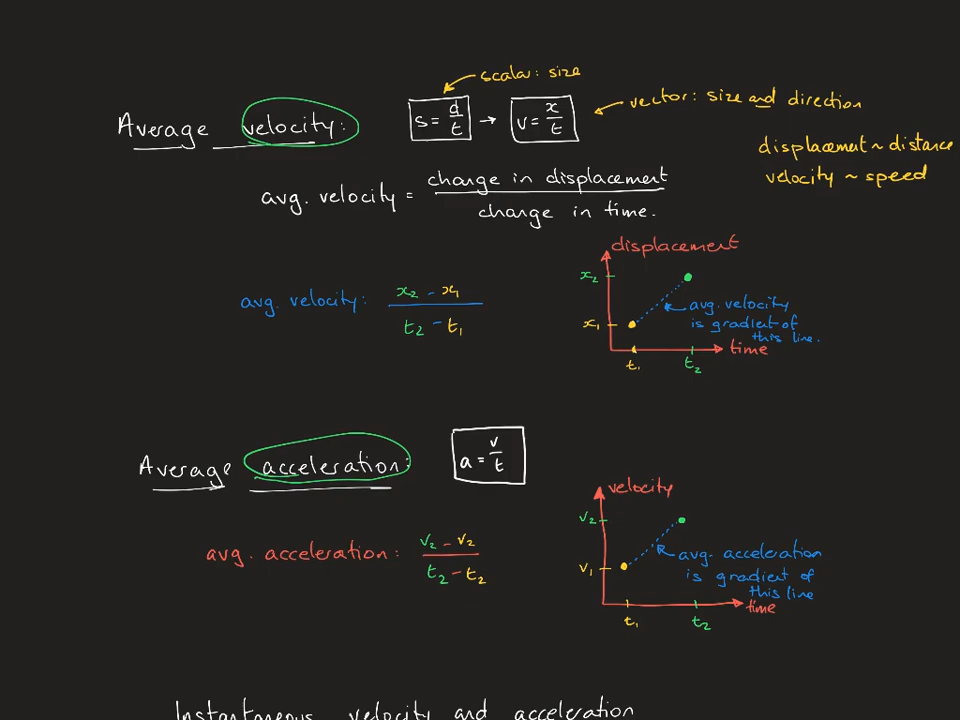 scalar: size
Average velocity: s = d/t → v = x/t
vector: size and direction
displacement ~ distance
velocity ~ speed
avg. velocity = change in displacement / change in time.
displacement
x₂
x₁
avg. velocity
is gradient of
this line.
time
t₁ t₂
avg. velocity: x₂ - x₁ / t₂ - t₁
Average acceleration: a = v/t
velocity
v₂
v₁
avg. acceleration
is gradient of
this line
time
t₁ t₂
avg. acceleration: v₂ - v₂ / t₂ - t₂
Instantaneous velocity and acceleration